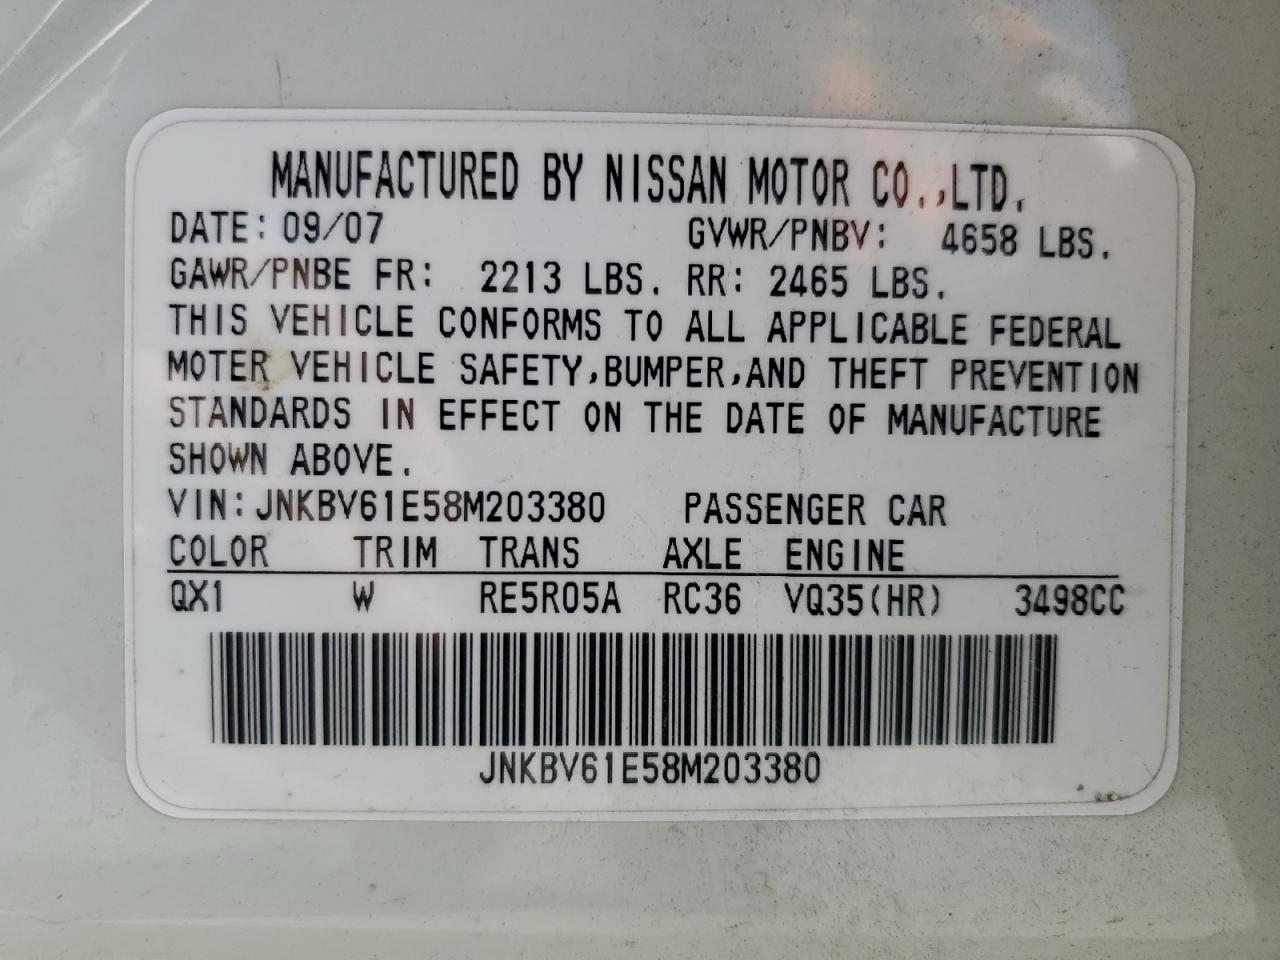 MANUFACTURED BY NISSAN MOTOR CO.,LTD.
DATE: 09/07 GVWR/PNBV: 4658 LBS.
GAWR/PNBE FR: 2213 LBS. RR: 2465 LBS.
THIS VEHICLE CONFORMS TO ALL APPLICABLE FEDERAL
MOTER VEHICLE SAFETY,BUMPER,AND THEFT PREVENTION
STANDARDS IN EFFECT ON THE DATE OF MANUFACTURE
SHOWN ABOVE.
VIN: JNKBV61E58M203380 PASSENGER CAR
COLOR TRIM TRANS AXLE ENGINE
QX1 W RE5R05A RC36 VQ35(HR) 3498CC
JNKBV61E58M203380